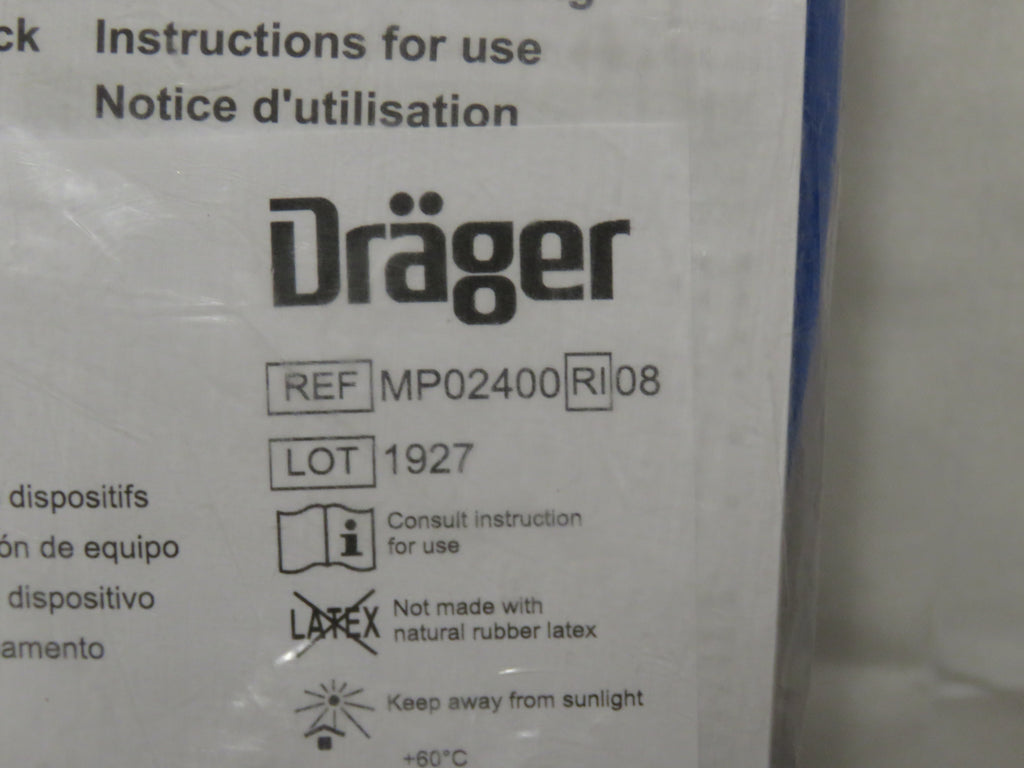 ck Instructions for use
Notice d'utilisation
Dräger
REF MP02400 RI 08
LOT 1927
dispositifs
ón de equipo
dispositivo
amento
i Consult instruction
for use
LATEX Not made with
natural rubber latex
Keep away from sunlight
+60°C